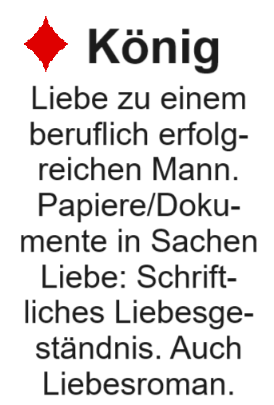 ♦ König
Liebe zu einem
beruflich erfolg-
reichen Mann.
Papiere/Doku-
mente in Sachen
Liebe: Schrift-
liches Liebesge-
ständnis. Auch
Liebesroman.